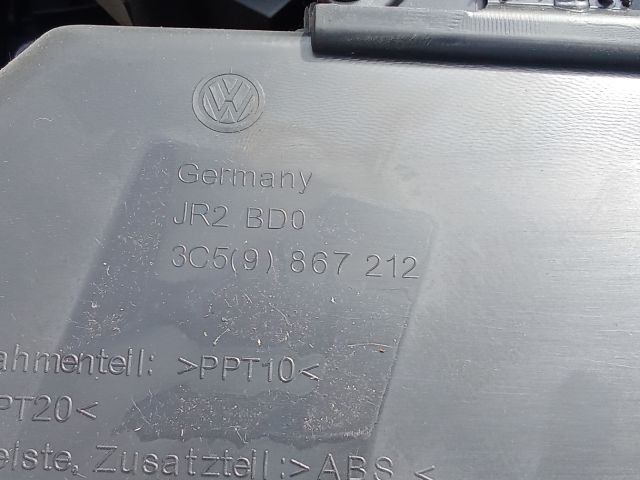 Germany
JR2 BD0
3C5(9) 867 212
ahmenteil: >PPT10<
PT20<
eiste, Zusatzteil:>ABS <